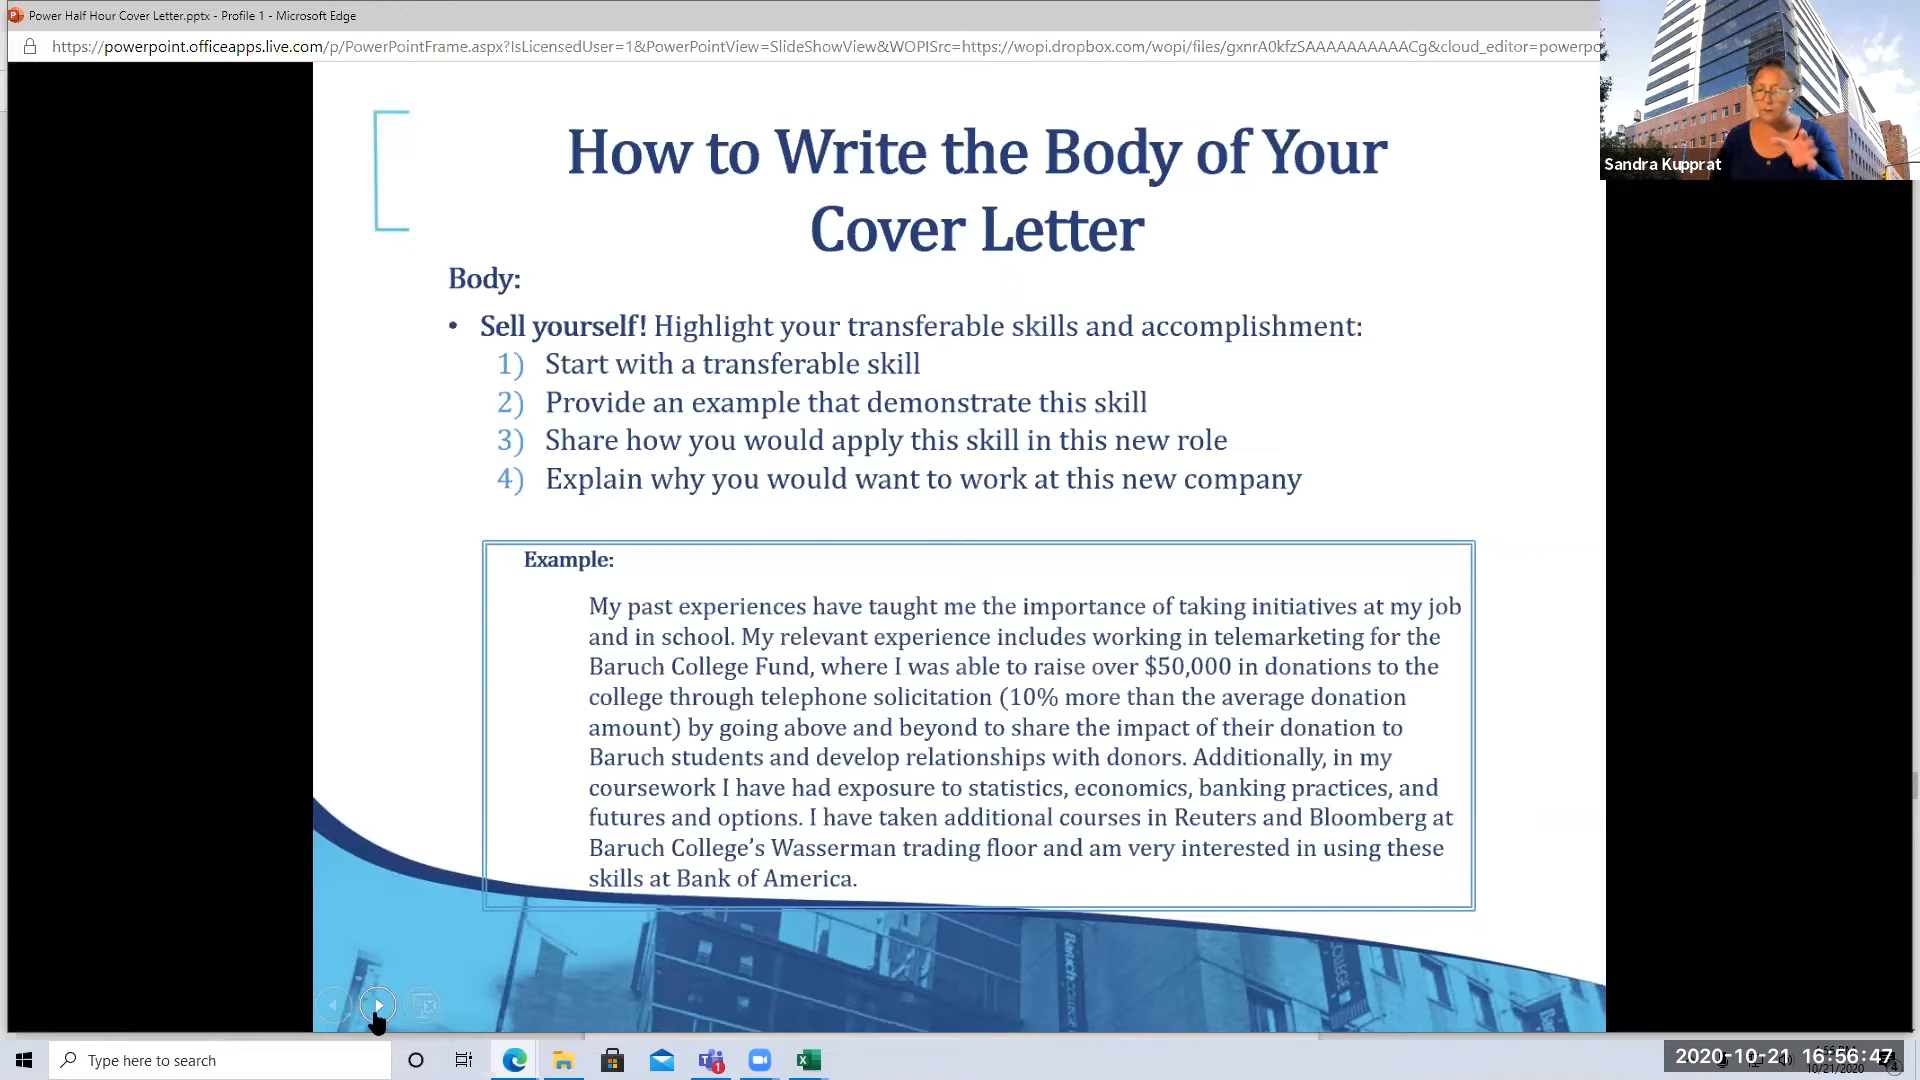 Power Half Hour Cover Letter.pptx - Profile 1 - Microsoft Edge
https://powerpoint.officeapps.live.com/p/PowerPointFrame.aspx?IsLicensedUser=1&PowerPointView=SlideShowView&WOPISrc=https://wopi.dropbox.com/wopi/files/gxnrA0kfzSAAAAAAAAAACg&cloud_editor=powerpo
Sandra Kupprat
How to Write the Body of Your
Cover Letter
Body:
• Sell yourself! Highlight your transferable skills and accomplishment:
1) Start with a transferable skill
2) Provide an example that demonstrate this skill
3) Share how you would apply this skill in this new role
4) Explain why you would want to work at this new company
Example:
My past experiences have taught me the importance of taking initiatives at my job
and in school. My relevant experience includes working in telemarketing for the
Baruch College Fund, where I was able to raise over $50,000 in donations to the
college through telephone solicitation (10% more than the average donation
amount) by going above and beyond to share the impact of their donation to
Baruch students and develop relationships with donors. Additionally, in my
coursework I have had exposure to statistics, economics, banking practices, and
futures and options. I have taken additional courses in Reuters and Bloomberg at
Baruch College’s Wasserman trading floor and am very interested in using these
skills at Bank of America.
Type here to search
2020-10-21 16:56:47
10/21/2020